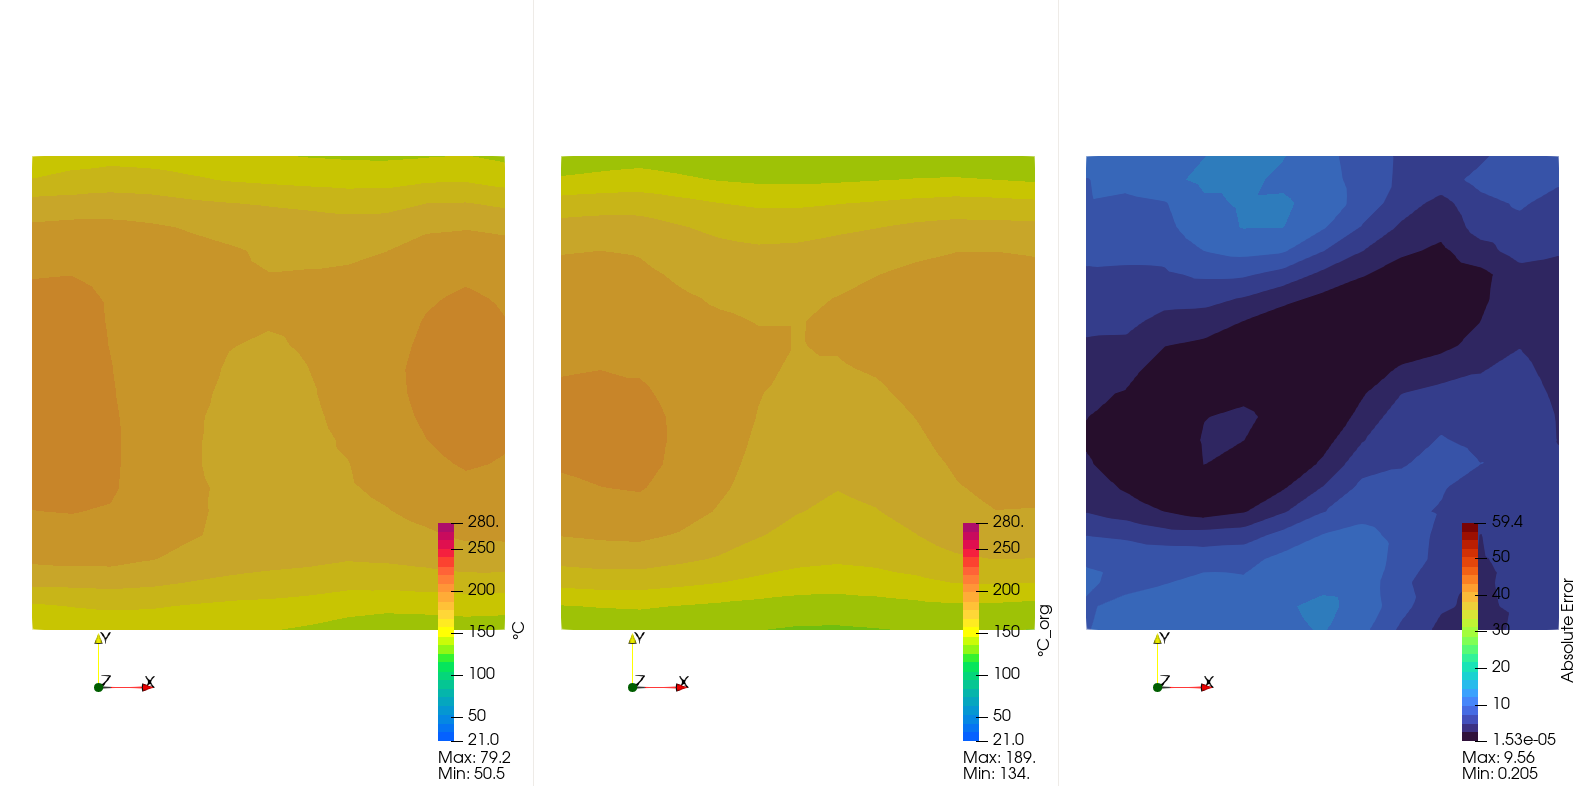 280.
250
200
150
100
50
21.0
°C
Max: 79.2
Min: 50.5
Y
Z
X
280.
250
200
150
100
50
21.0
°C_org
Max: 189.
Min: 134.
Y
Z
X
59.4
50
40
30
20
10
1.53e-05
Absolute Error
Max: 9.56
Min: 0.205
Y
Z
X